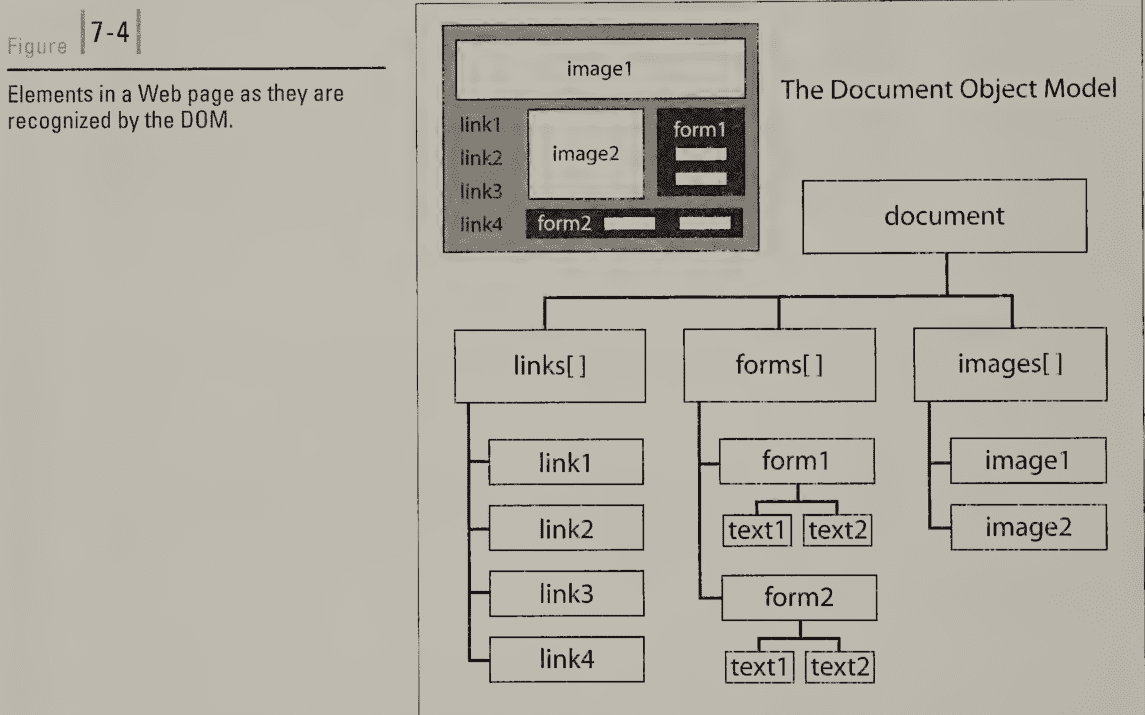 Figure 7-4
Elements in a Web page as they are
recognized by the DOM.
image1
link1
link2
link3
link4
image2
form1
form2
The Document Object Model
document
links[ ]
forms[ ]
images[ ]
link1
link2
link3
link4
form1
text1 text2
form2
text1 text2
image1
image2